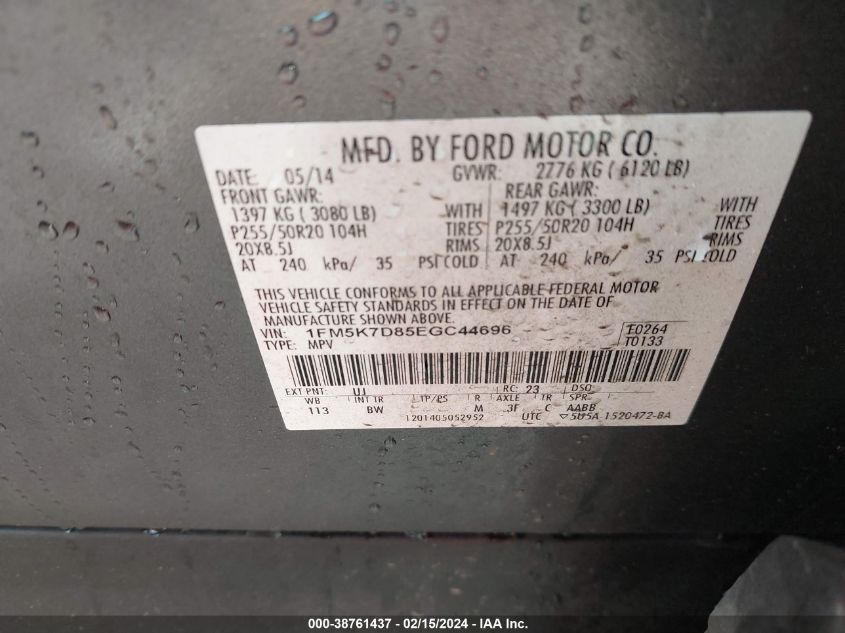 MFD. BY FORD MOTOR CO.
DATE: 05/14 GVWR: 2776 KG ( 6120 LB)
FRONT GAWR: REAR GAWR:
1397 KG ( 3080 LB) WITH 1497 KG ( 3300 LB) WITH
P255/50R20 104H TIRES P255/50R20 104H TIRES
20X8.5J RIMS 20X8.5J RIMS
AT 240 kPa/ 35 PSI COLD AT 240 kPa/ 35 PSI COLD
THIS VEHICLE CONFORMS TO ALL APPLICABLE FEDERAL MOTOR
VEHICLE SAFETY STANDARDS IN EFFECT ON THE DATE OF
MANUFACTURE SHOWN ABOVE.
VIN: 1FM5K7D85EGC44696 E0264
TYPE: MPV T0133
EXT PNT: UJ RC: 23 DSO:
WB INT TR TP/PS R AXLE TR SPR
113 BW M 3F C AABB
1201405052952 UTC ▽5U5A 1520472-BA
000-38761437 - 02/15/2024 - IAA Inc.